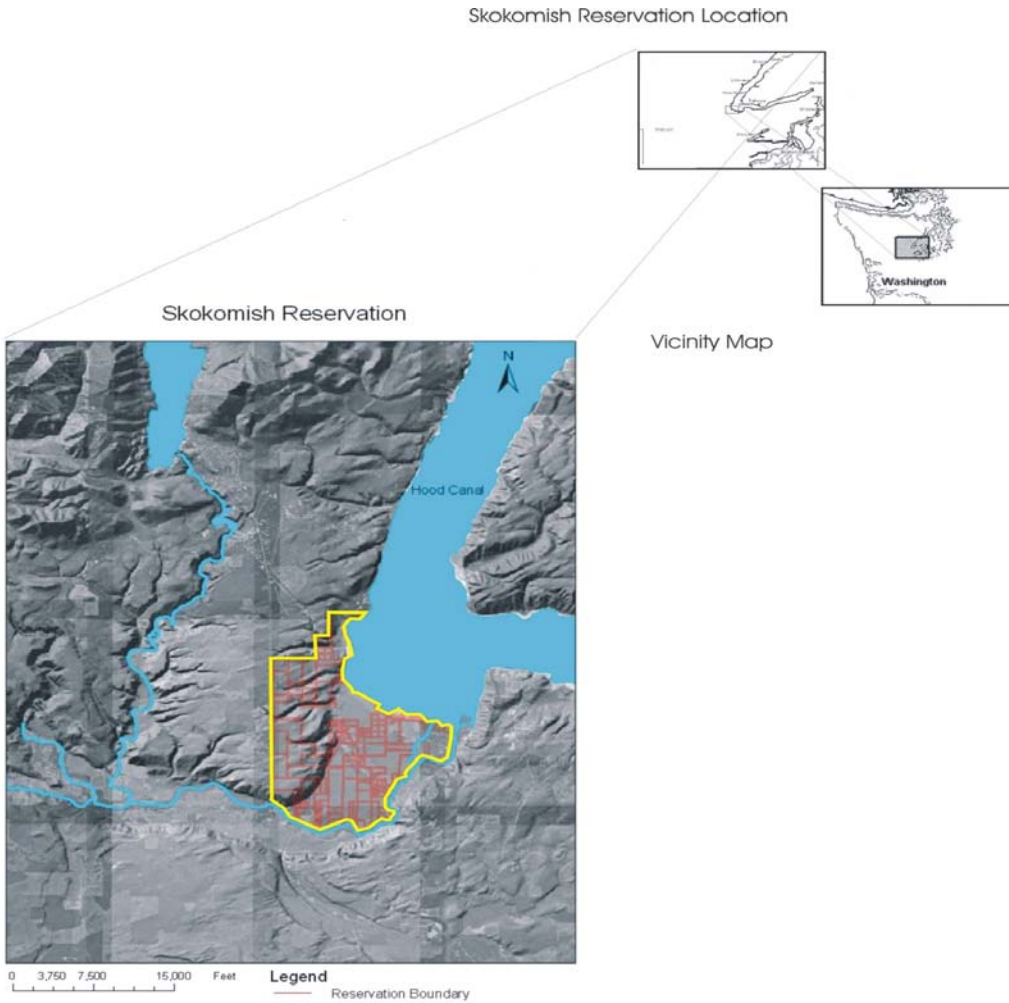 Skokomish Reservation Location
Washington
Skokomish Reservation
Vicinity Map
N
Hood Canal
0 3,750 7,500 15,000 Feet
Legend
Reservation Boundary